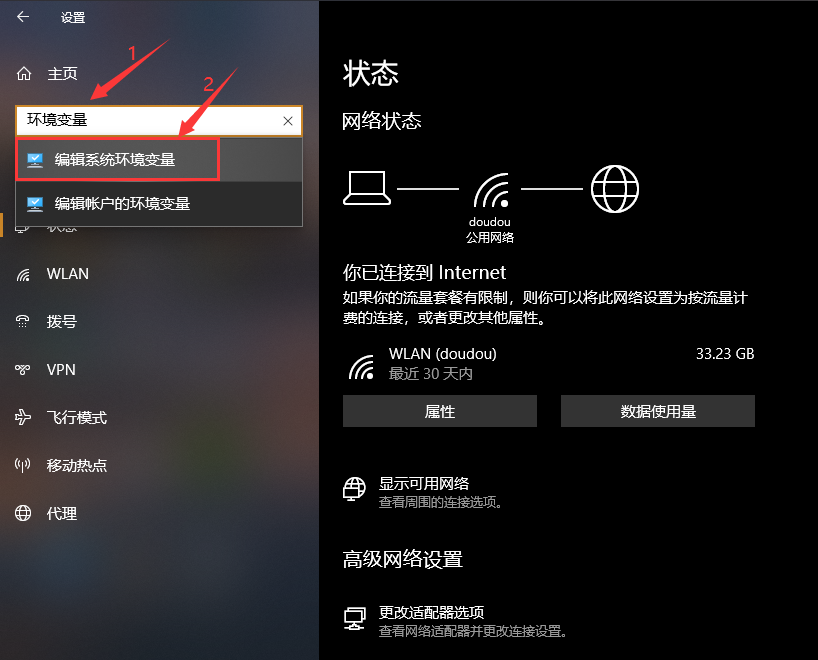 设置
1
主页
2
环境变量
编辑系统环境变量
编辑帐户的环境变量
状态
WLAN
拨号
VPN
飞行模式
移动热点
代理
状态
网络状态
doudou
公用网络
你已连接到 Internet
如果你的流量套餐有限制，则你可以将此网络设置为按流量计
费的连接，或者更改其他属性。
WLAN (doudou)
33.23 GB
最近 30 天内
属性
数据使用量
显示可用网络
查看周围的连接选项。
高级网络设置
更改适配器选项
查看网络适配器并更改连接设置。